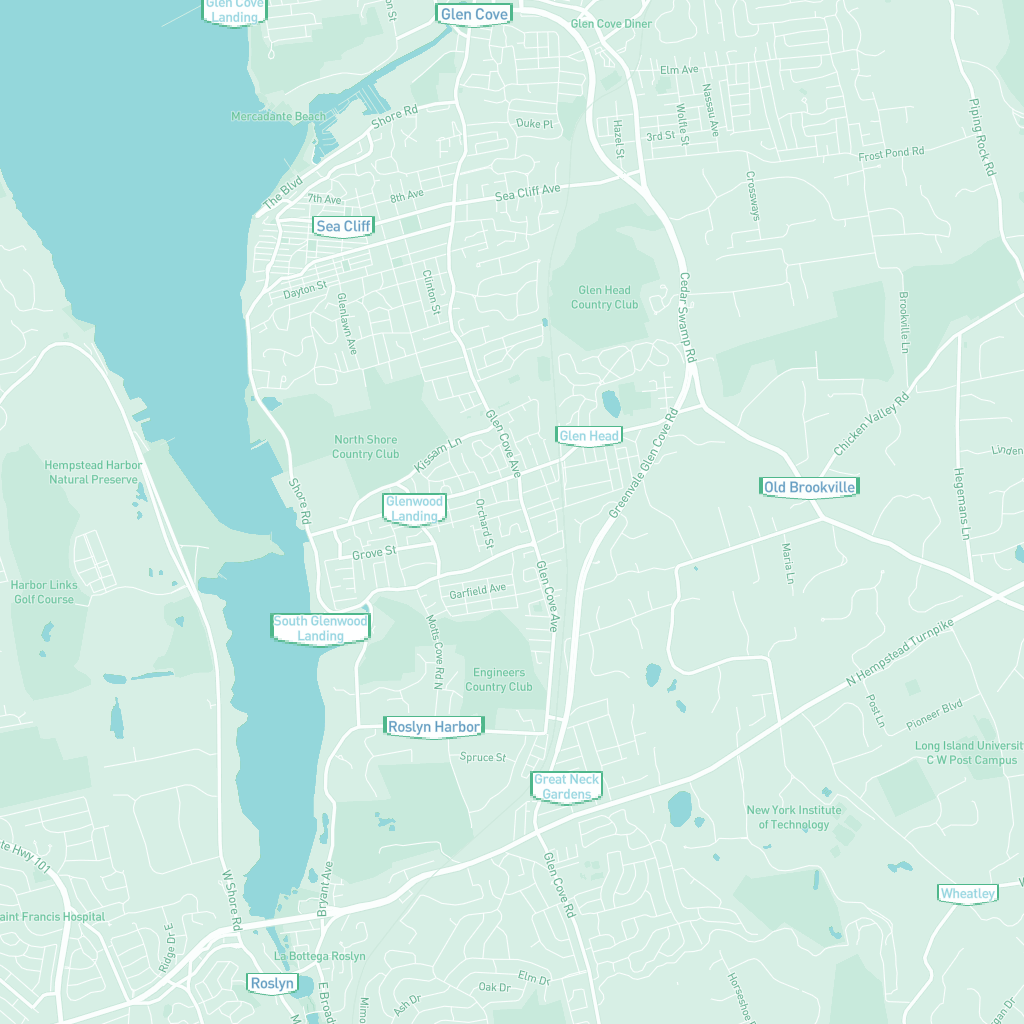 Glen Cove
Landing
Glen Cove
Glen Cove Diner
Elm Ave
Nassau Ave
Wolfle St
Piping Rock Rd
Mercadante Beach
Shore Rd
Duke Pl
Hazel St
3rd St
Frost Pond Rd
Crossways
The Blvd
7th Ave
8th Ave
Sea Cliff Ave
Sea Cliff
Dayton St
Clinton St
Glenlawn Ave
Glen Head
Country Club
Cedar Swamp Rd
Brookville Ln
Chicken Valley Rd
North Shore
Country Club
Kissam Ln
Glen Cove Ave
Glen Head
Greenvale Glen Cove Rd
Linden
Hempstead Harbor
Natural Preserve
Shore Rd
Glenwood
Landing
Orchard St
Old Brookville
Hegemans Ln
Grove St
Maria Ln
Harbor Links
Golf Course
Garfield Ave
Glen Cove Ave
South Glenwood
Landing
Motts Cove Rd N
Engineers
Country Club
N Hempstead Turnpike
Post Ln
Pioneer Blvd
Roslyn Harbor
Spruce St
Long Island University
C W Post Campus
Great Neck
Gardens
New York Institute
of Technology
te Hwy 101
W Shore Rd
Bryant Ave
Glen Cove Rd
Wheatley
aint Francis Hospital
Ridge Dr E
La Bottega Roslyn
Roslyn
E Broad
Mimo
Ash Dr
Oak Dr
Elm Dr
Horseshoe